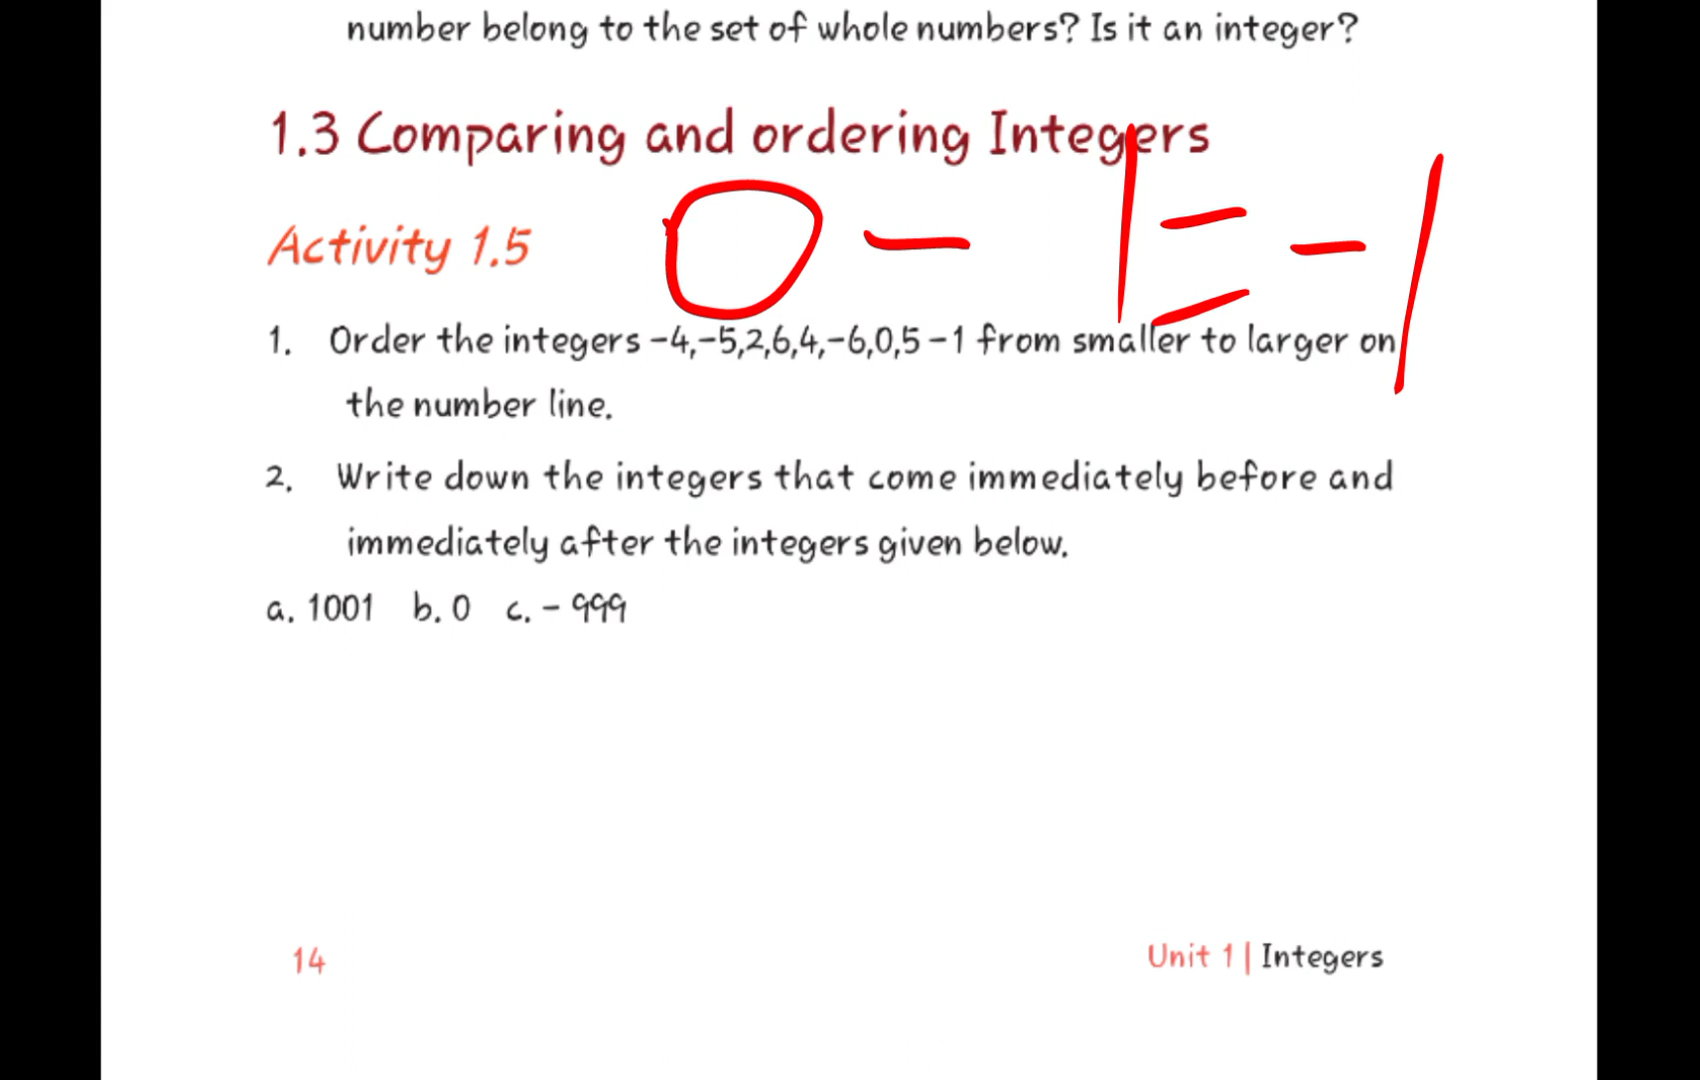 number belong to the set of whole numbers? Is it an integer?
1.3 Comparing and ordering Integers
Activity 1.5
0 - 1 = - 1
1. Order the integers -4,-5,2,6,4,-6,0,5 -1 from smaller to larger on
the number line.
2. Write down the integers that come immediately before and
immediately after the integers given below.
a. 1001 b. 0 c. - 999
14
Unit 1 | Integers